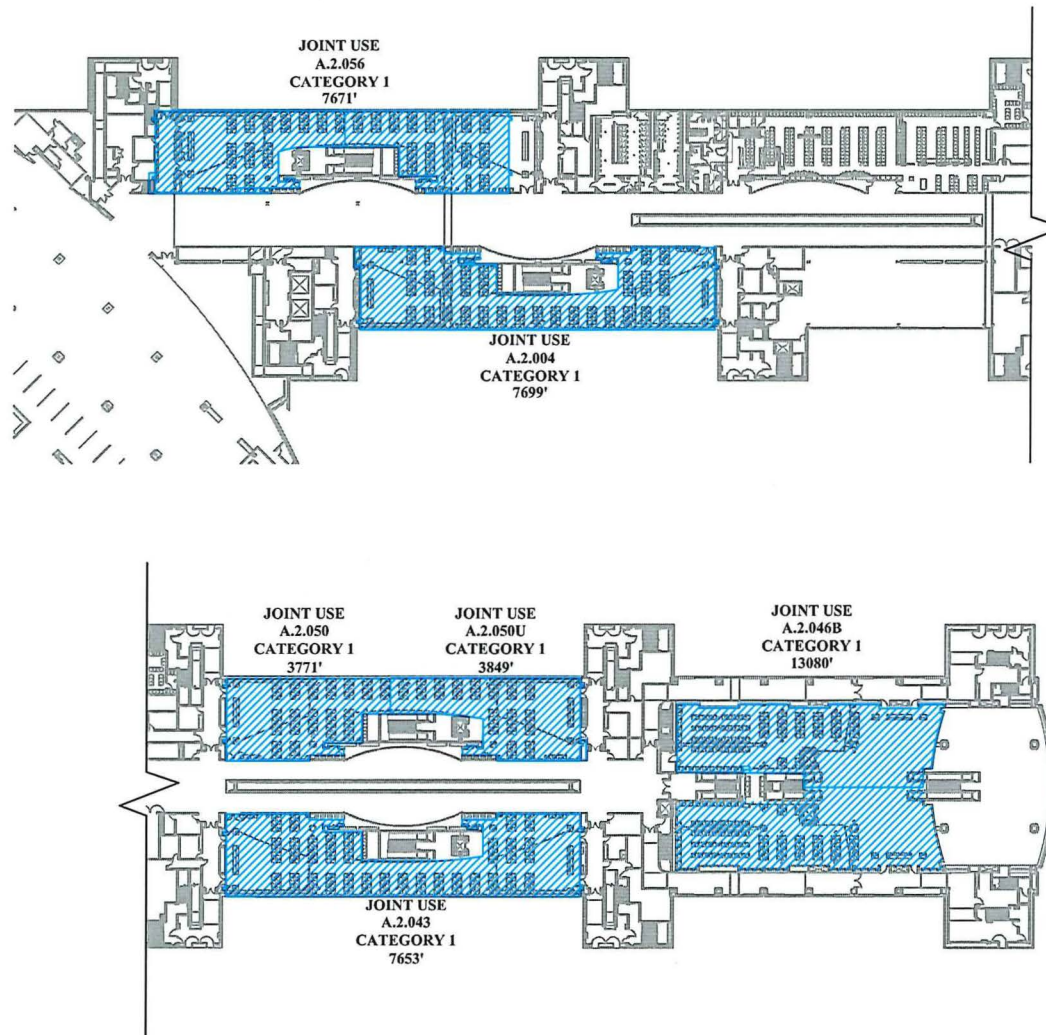 JOINT USE
A.2.056
CATEGORY 1
7671'
JOINT USE
A.2.004
CATEGORY 1
7699'
JOINT USE
A.2.050
CATEGORY 1
3771'
JOINT USE
A.2.050U
CATEGORY 1
3849'
JOINT USE
A.2.046B
CATEGORY 1
13080'
JOINT USE
A.2.043
CATEGORY 1
7653'